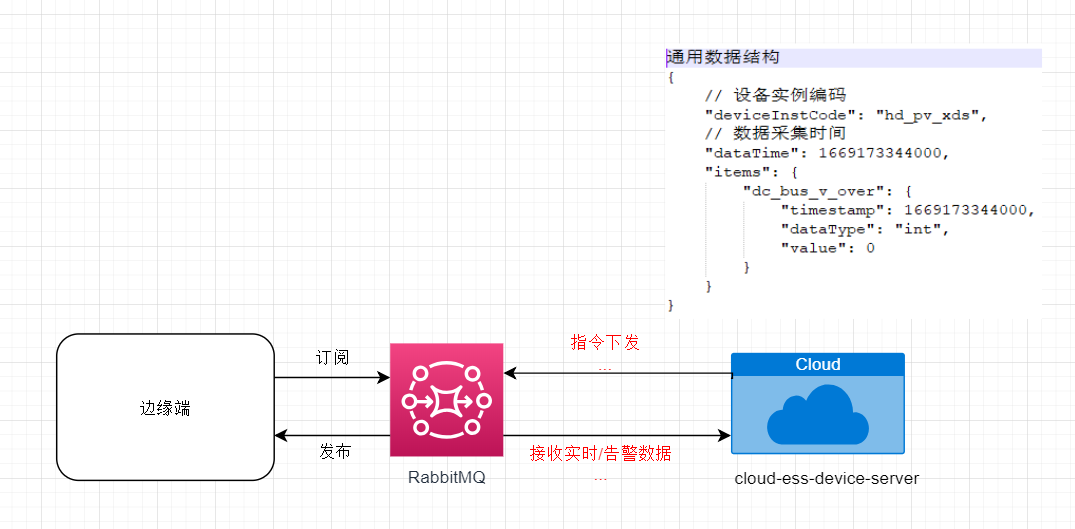 通用数据结构
{
// 设备实例编码
"deviceInstCode": "hd_pv_xds",
// 数据采集时间
"dataTime": 1669173344000,
"items": {
"dc_bus_v_over": {
"timestamp": 1669173344000,
"dataType": "int",
"value": 0
}
}
}
订阅
指令下发
...
Cloud
边缘端
发布
接收实时/告警数据
...
RabbitMQ
cloud-ess-device-server